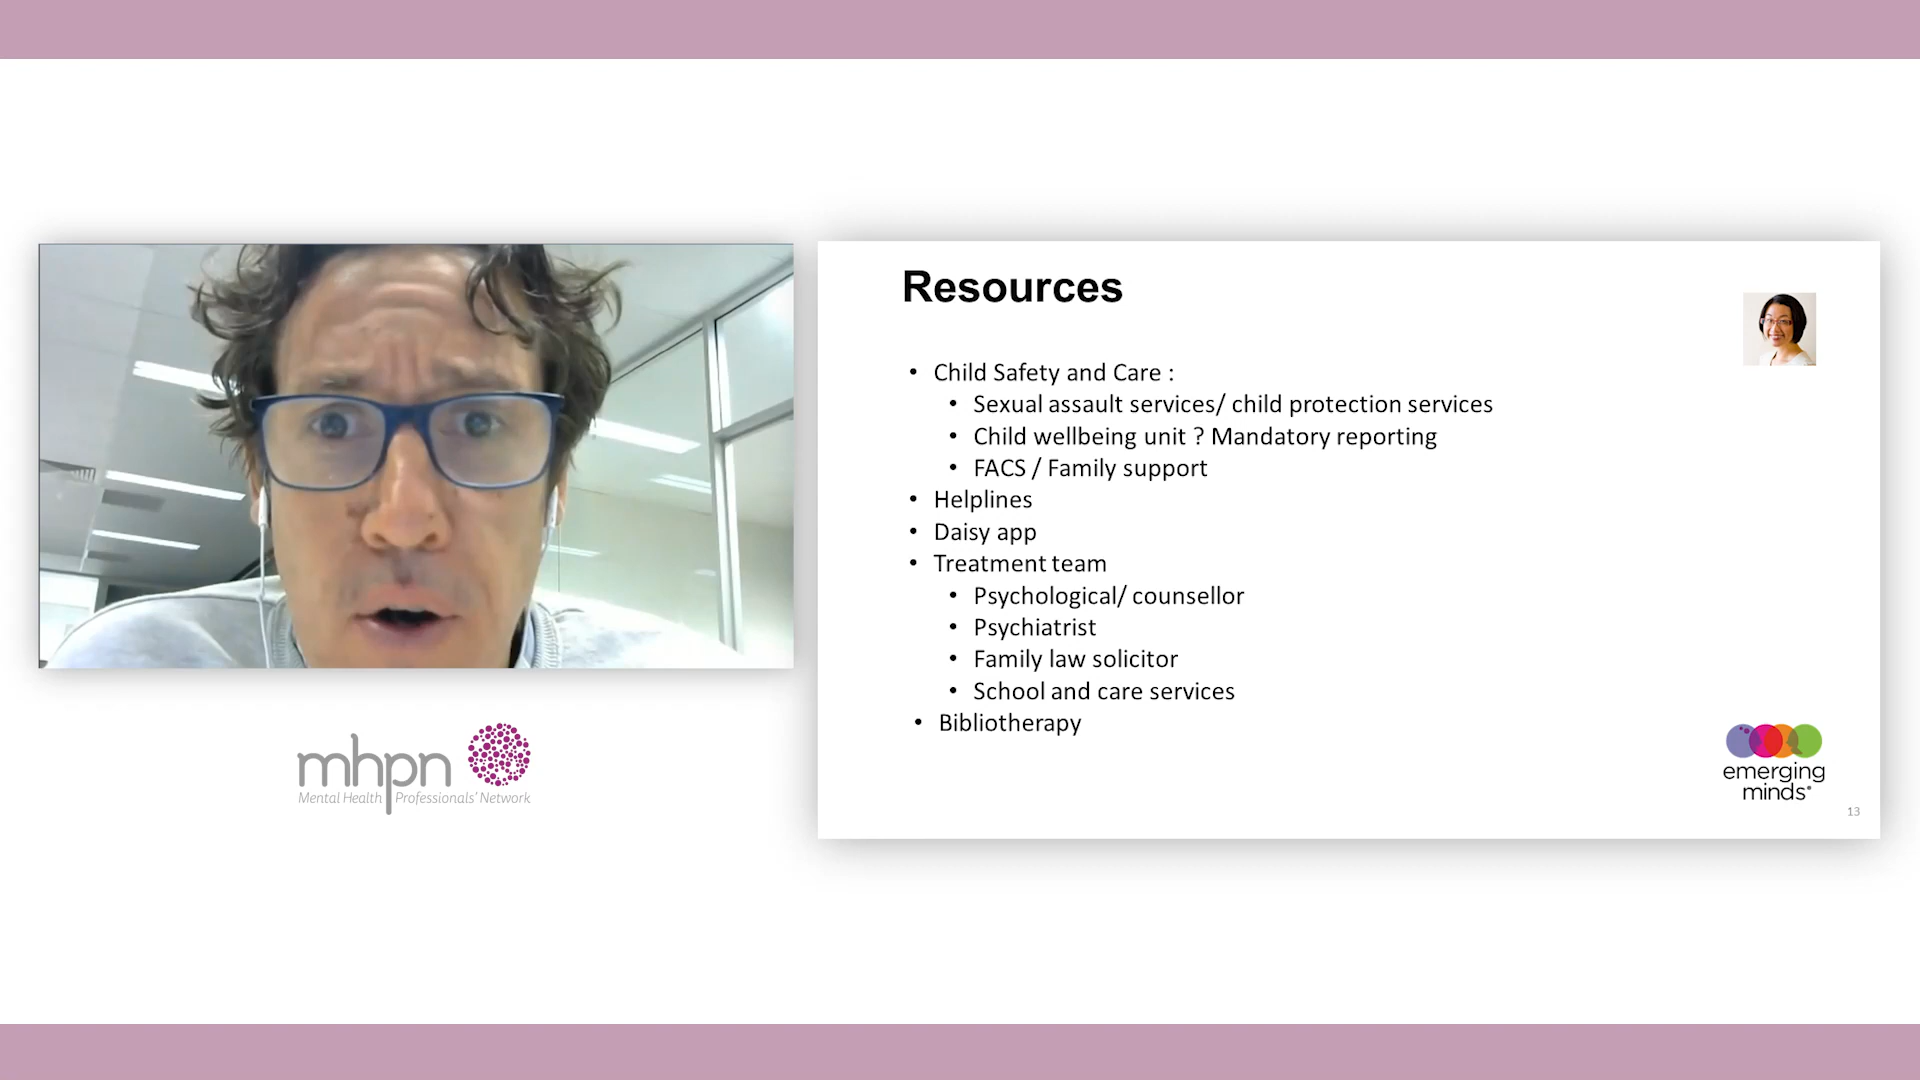 Resources
• Child Safety and Care :
• Sexual assault services/ child protection services
• Child wellbeing unit ? Mandatory reporting
• FACS / Family support
• Helplines
• Daisy app
• Treatment team
• Psychological/ counsellor
• Psychiatrist
• Family law solicitor
• School and care services
• Bibliotherapy
mhpn
Mental Health Professionals' Network
emerging
minds
13